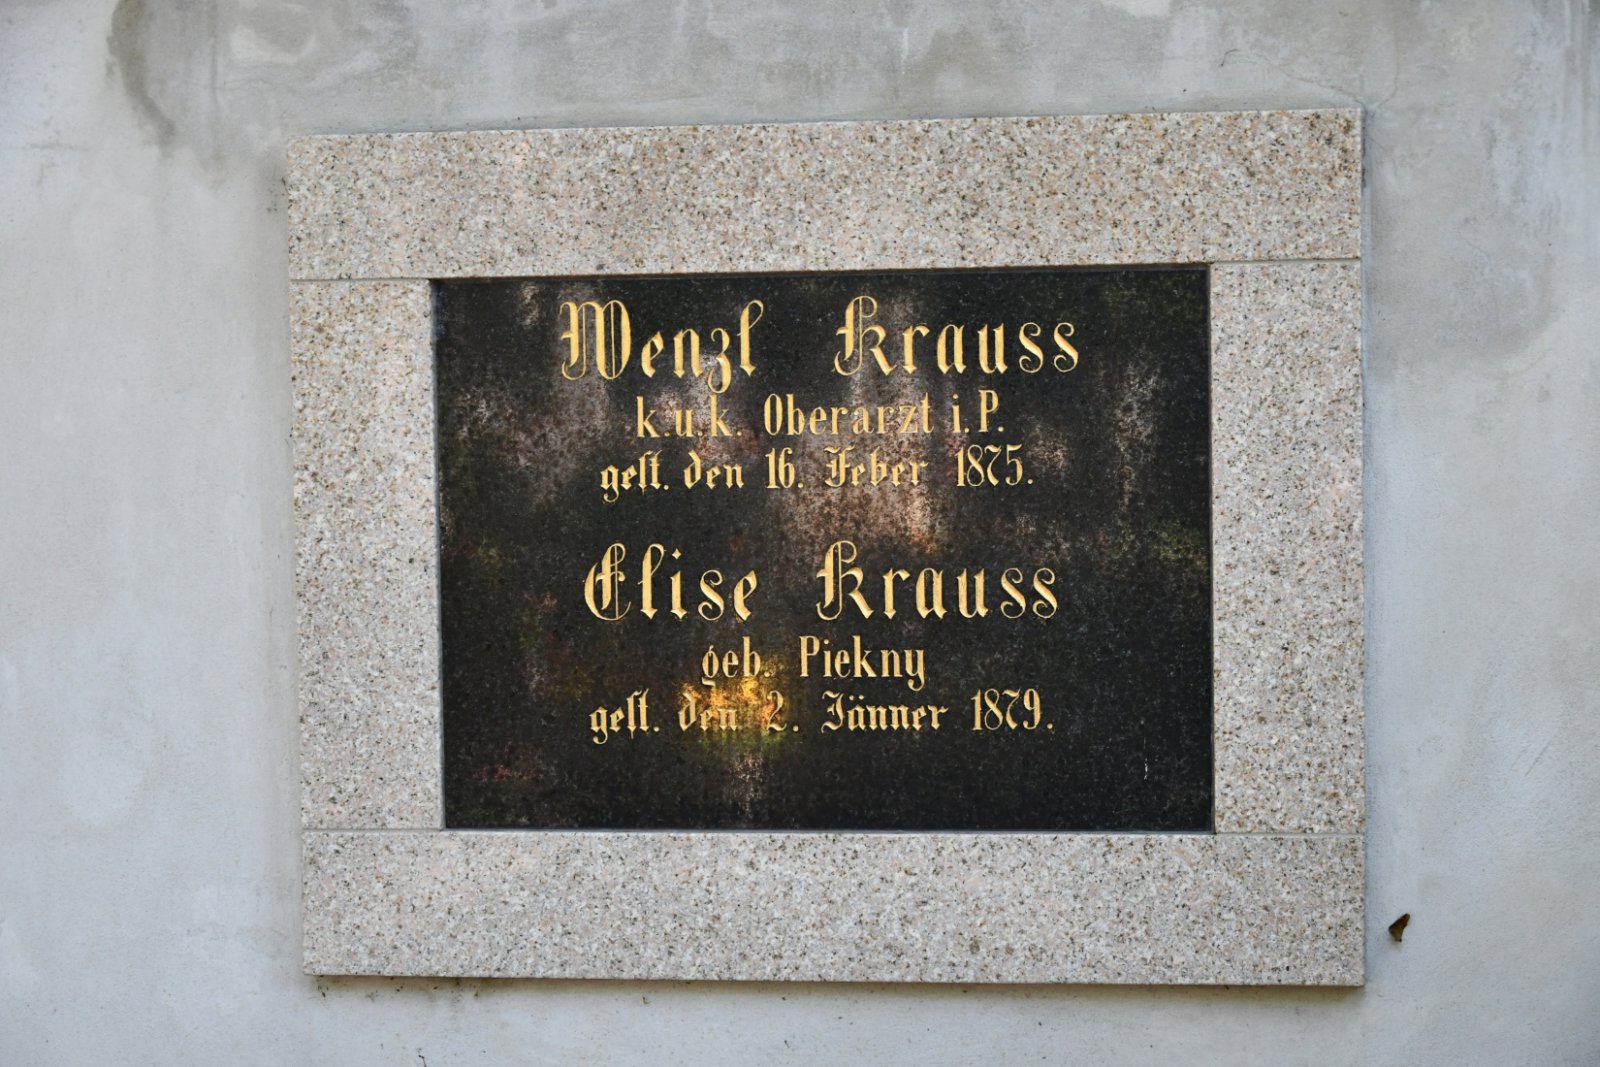 Wenzl Krauss
k.u.k. Oberarzt i.P.
gest. den 16. Feber 1875.
Elise Krauss
geb. Piekny
gest. den 2. Jänner 1879.